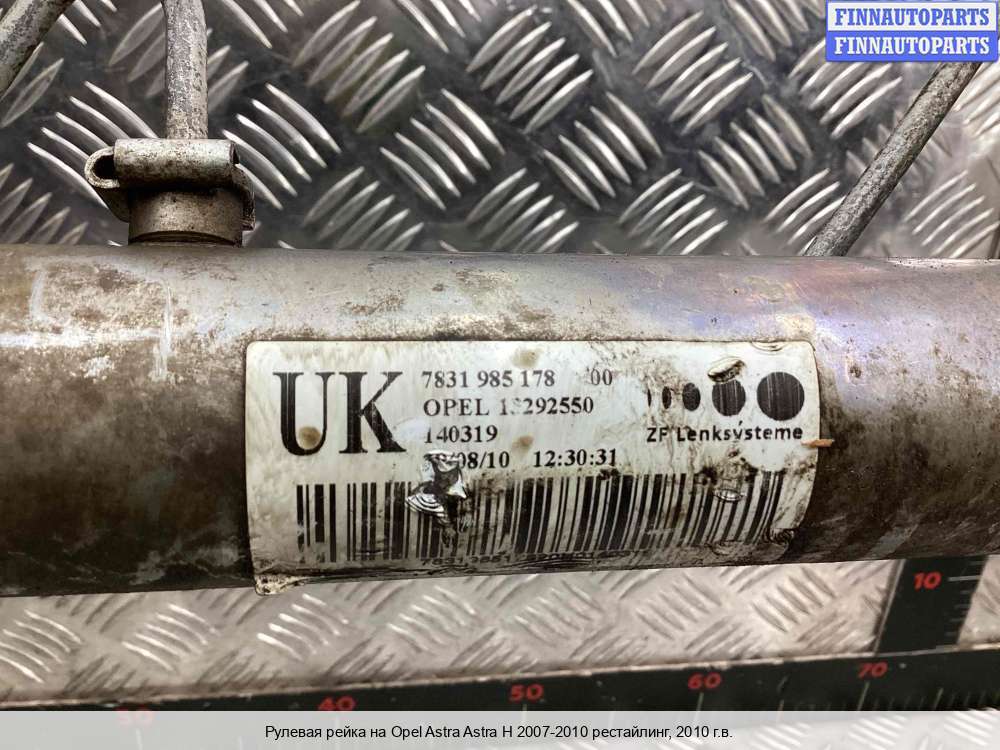 FINNAUTOPARTS
FINNAUTOPARTS
UK
7831 985 178 00
OPEL
140319
12:30:31
ZF Lenksysteme
10
40
50
60
70
Рулевая рейка на Opel Astra Astra H 2007-2010 рестайлинг, 2010 г.в.